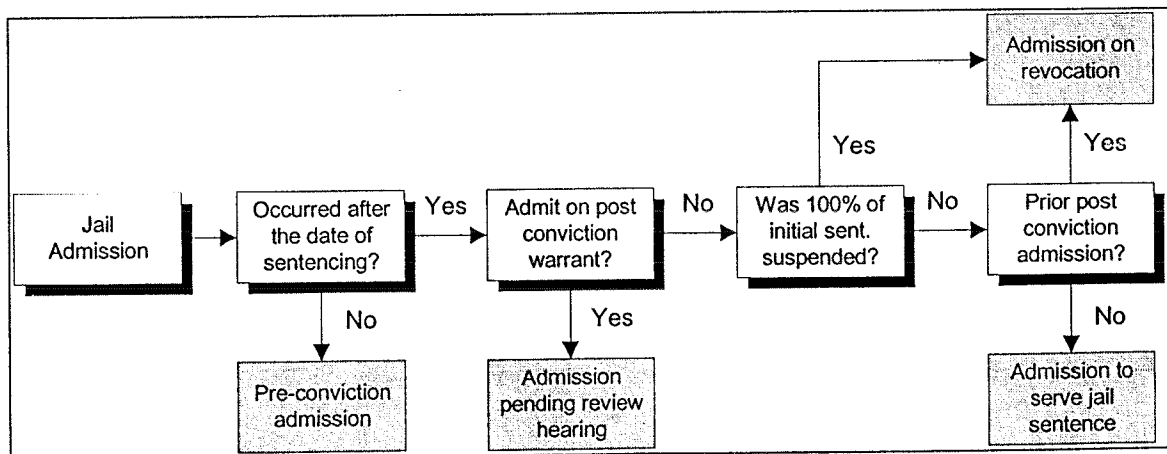 Admission on
revocation
Yes
Yes
Jail
Admission
Occurred after
the date of
sentencing?
Yes
Admit on post
conviction
warrant?
No
Was 100% of
initial sent.
suspended?
No
Prior post
conviction
admission?
No
Yes
No
Pre-conviction
admission
Admission
pending review
hearing
Admission to
serve jail
sentence